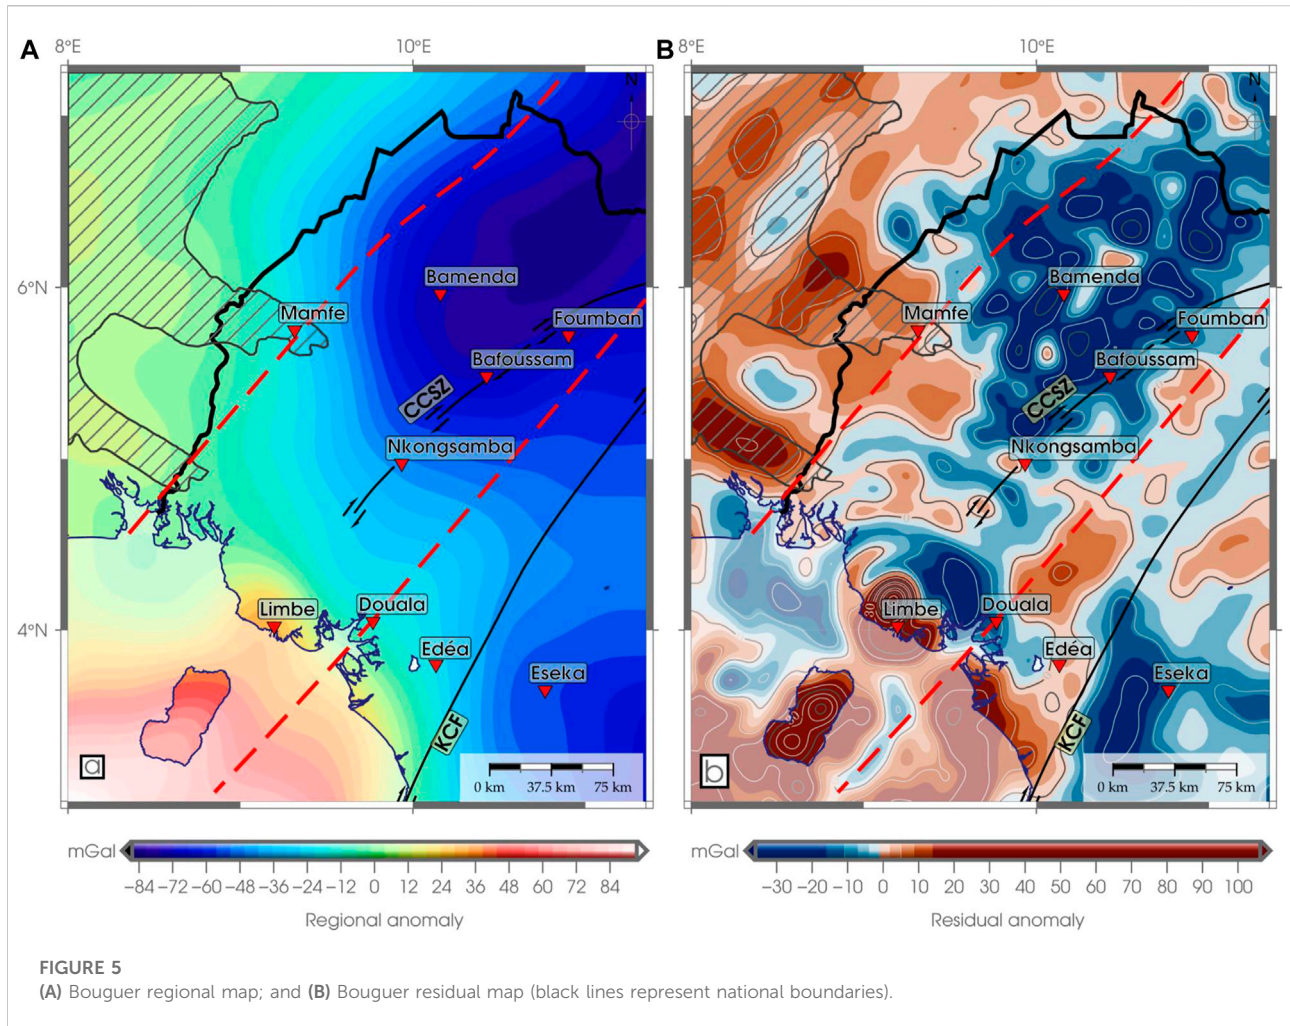 A
8°E
10°E
B
8°E
10°E
N
N
6°N
4°N
Bamenda
Mamfe
Foumban
Bafoussam
CCSZ
Nkongsamba
Limbe
Douala
Edéa
Eseka
KCF
a
0 km 37.5 km 75 km
Bamenda
Mamfe
Foumban
Bafoussam
CCSZ
Nkongsamba
30
Limbe
Douala
Edéa
Eseka
KCF
b
0 km 37.5 km 75 km
mGal
−84 −72 −60 −48 −36 −24 −12 0 12 24 36 48 60 72 84
Regional anomaly
mGal
−30 −20 −10 0 10 20 30 40 50 60 70 80 90 100
Residual anomaly
FIGURE 5
(A) Bouguer regional map; and (B) Bouguer residual map (black lines represent national boundaries).